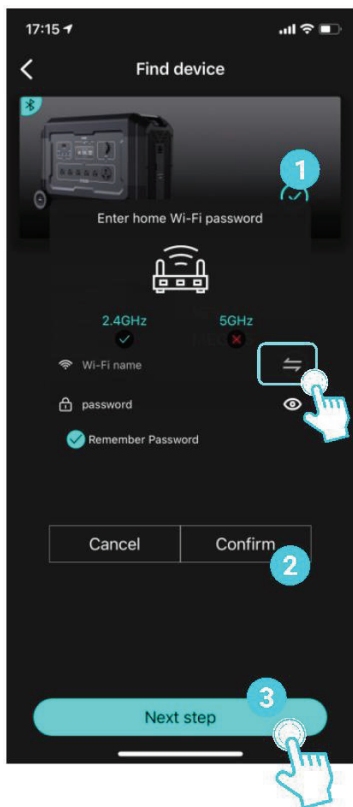 17:15
Find device
1
Enter home Wi-Fi password
2.4GHz 5GHz
Wi-Fi name
password
Remember Password
Cancel Confirm
2
3
Next step